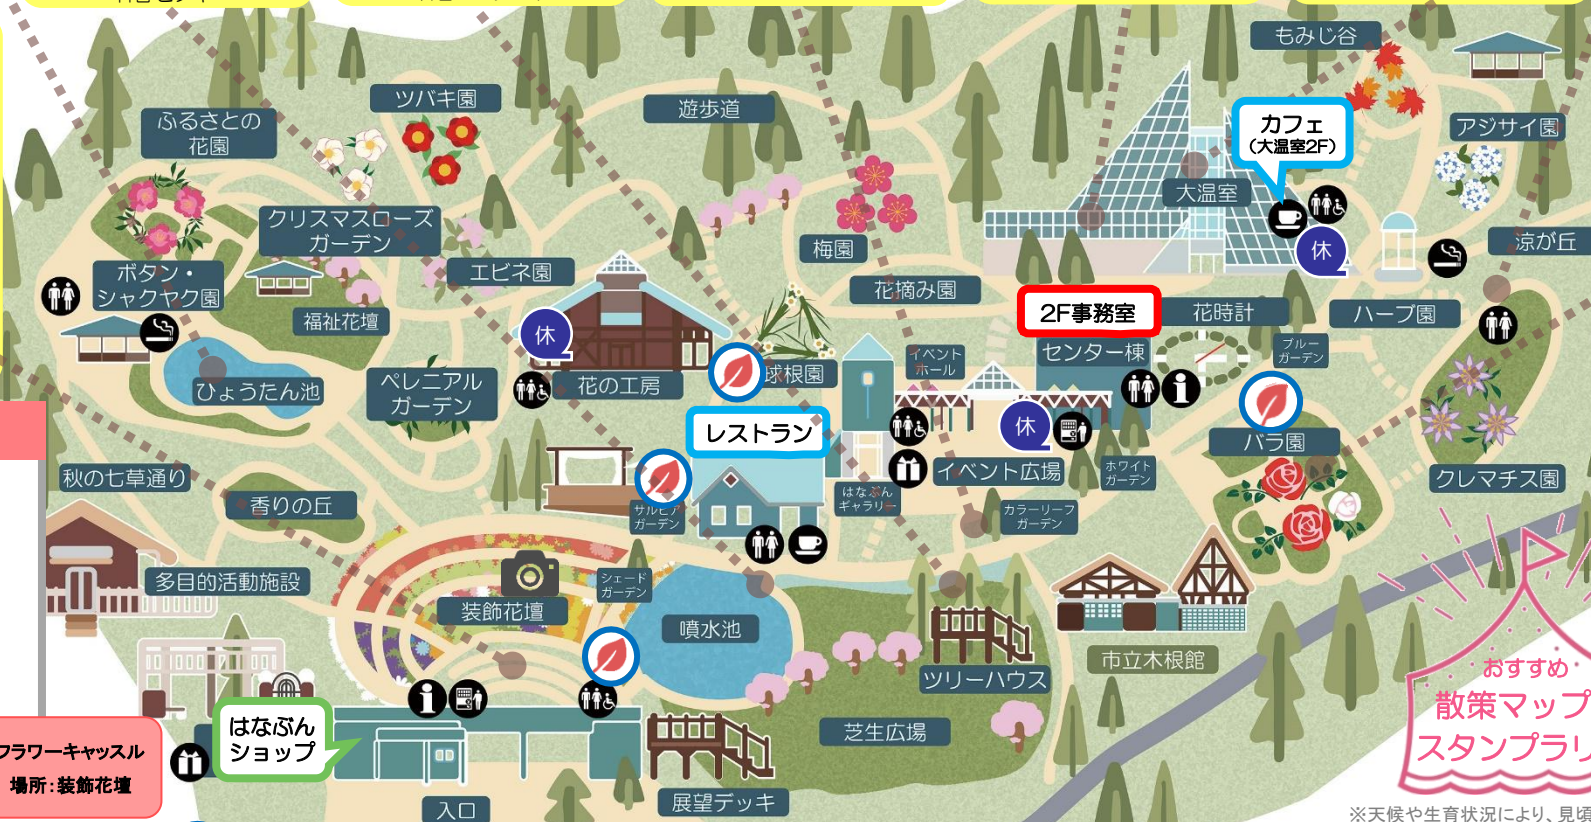 もみじ谷
ツバキ園
遊歩道
ふるさとの
花園
カフェ
(大温室2F)
アジサイ園
大温室
クリスマスローズ
ガーデン
梅園
涼が丘
休
エビネ園
ボタン・
シャクヤク園
花摘み園
福祉花壇
2F事務室
花時計
ハーブ園
休
センター棟
イベント
ホール
ブルー
ガーデン
ひょうたん池
ペレニアル
ガーデン
花の工房
球根園
レストラン
休
バラ園
秋の七草通り
イベント広場
ホワイト
ガーデン
クレマチス園
香りの丘
サルビア
ガーデン
はなぶん
ギャラリー
カラーリーフ
ガーデン
多目的活動施設
シェード
ガーデン
装飾花壇
噴水池
市立木根館
ツリーハウス
おすすめ
散策マップ
スタンプラリ
はなぶん
ショップ
芝生広場
フラワーキャッスル
場所:装飾花壇
展望デッキ
入口
※天候や生育状況により、見頃